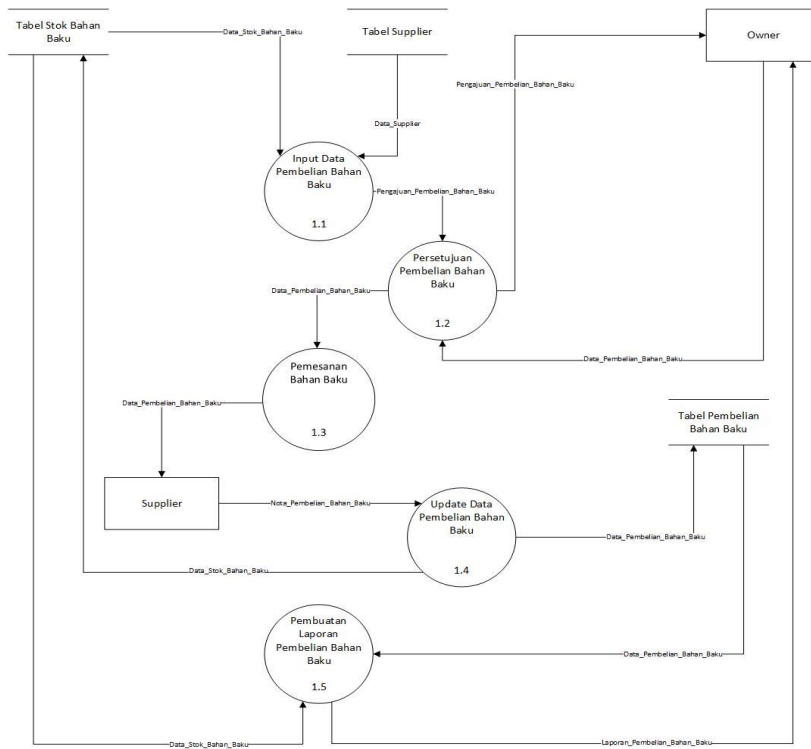 Tabel Stok Bahan
Baku
Data_Stok_Bahan_Baku
Tabel Supplier
Owner
Pengajuan_Pembelian_Bahan_Baku
Data_Supplier
Input Data
Pembelian Bahan
Baku
1.1
Pengajuan_Pembelian_Bahan_Baku
Persetujuan
Pembelian Bahan
Baku
1.2
Data_Pembelian_Bahan_Baku
Data_Pembelian_Bahan_Baku
Pemesanan
Bahan Baku
1.3
Data_Pembelian_Bahan_Baku
Tabel Pembelian
Bahan Baku
Supplier
Nota_Pembelian_Bahan_Baku
Update Data
Pembelian Bahan
Baku
1.4
Data_Pembelian_Bahan_Baku
Data_Stok_Bahan_Baku
Pembuatan
Laporan
Pembelian Bahan
Baku
1.5
Data_Pembelian_Bahan_Baku
Data_Stok_Bahan_Baku
Laporan_Pembelian_Bahan_Baku